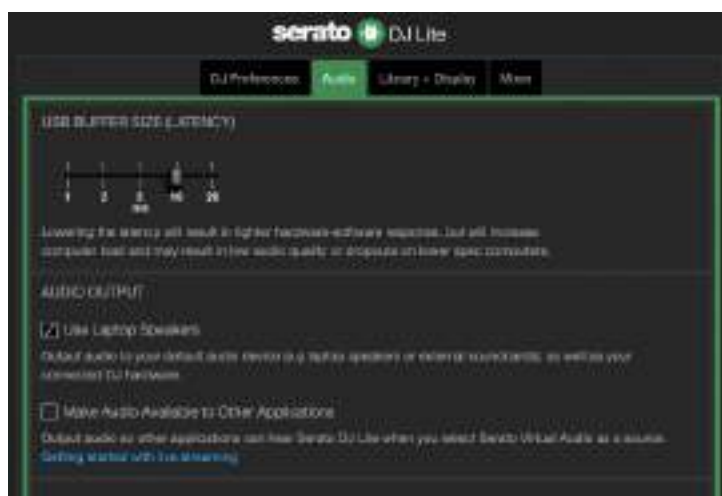 serato DJ Lite
DJ Preferences Audio Library + Display Mixer
USB BUFFER SIZE (LATENCY)
1 2 5 10 20
ms
Lowering the latency will result in tighter hardware-software response, but will increase
computer load and may result in low audio quality or dropouts on lower spec computers.
AUDIO OUTPUT
Use Laptop Speakers
Output audio to your default audio device (e.g laptop speakers or external soundcards), as well as your
connected DJ hardware.
Make Audio Available to Other Applications
Output audio so other applications can hear Serato DJ Lite when you select Serato Virtual Audio as a source.
Getting started with live streaming